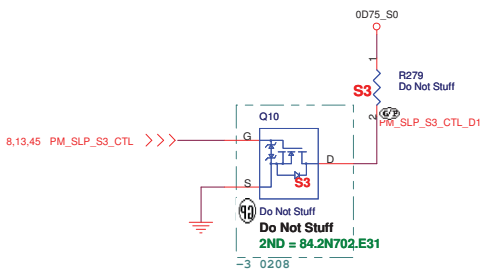 0D75_S0
1
R279
Do Not Stuff
S3
2
G/P
PM_SLP_S3_CTL_D1
Q10
8,13,45 PM_SLP_S3_CTL
G
D
S
S3
GP
Do Not Stuff
Do Not Stuff
2ND = 84.2N702.E31
-3 0208